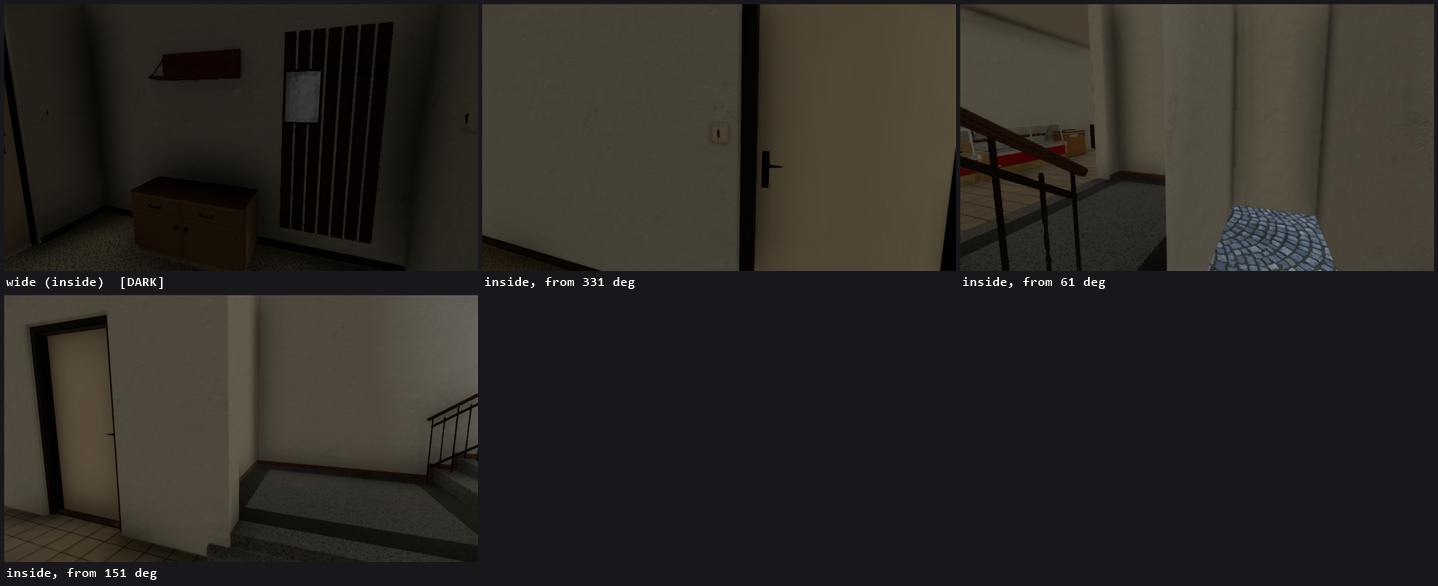 wide (inside)  [DARK]
inside, from 331 deg
inside, from 61 deg
inside, from 151 deg